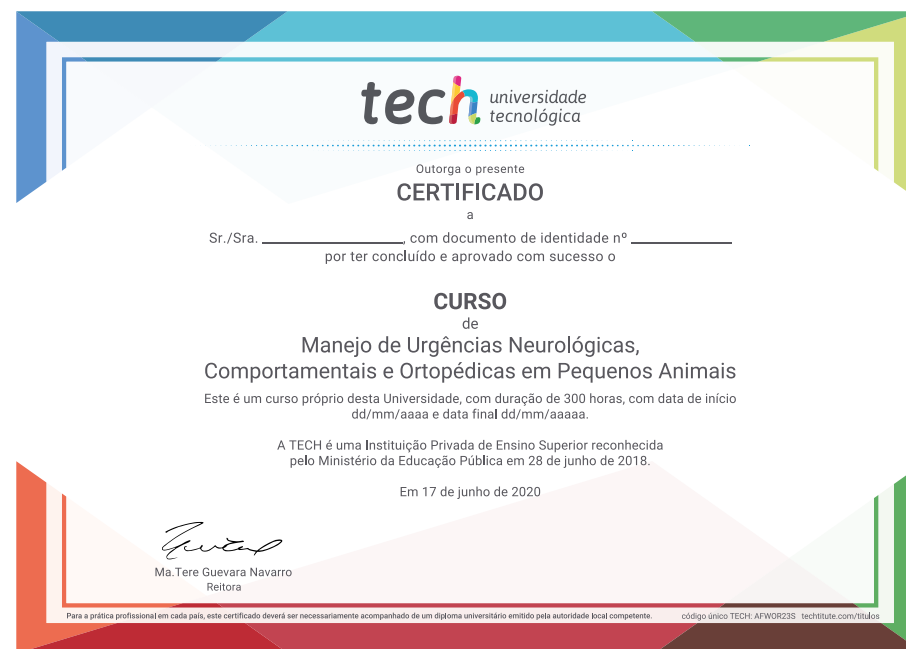 tech universidade
tecnológica
Outorga o presente
CERTIFICADO
a
Sr./Sra. ______________, com documento de identidade nº __________
por ter concluído e aprovado com sucesso o
CURSO
de
Manejo de Urgências Neurológicas,
Comportamentais e Ortopédicas em Pequenos Animais
Este é um curso próprio desta Universidade, com duração de 300 horas, com data de início
dd/mm/aaaa e data final dd/mm/aaaaa.
A TECH é uma Instituição Privada de Ensino Superior reconhecida
pelo Ministério da Educação Pública em 28 de junho de 2018.
Em 17 de junho de 2020
Ma.Tere Guevara Navarro
Reitora
Para a prática profissional em cada país, este certificado deverá ser necessariamente acompanhado de um diploma universitário emitido pela autoridade local competente. código único TECH: AFWOR23S techtitute.com/titulos